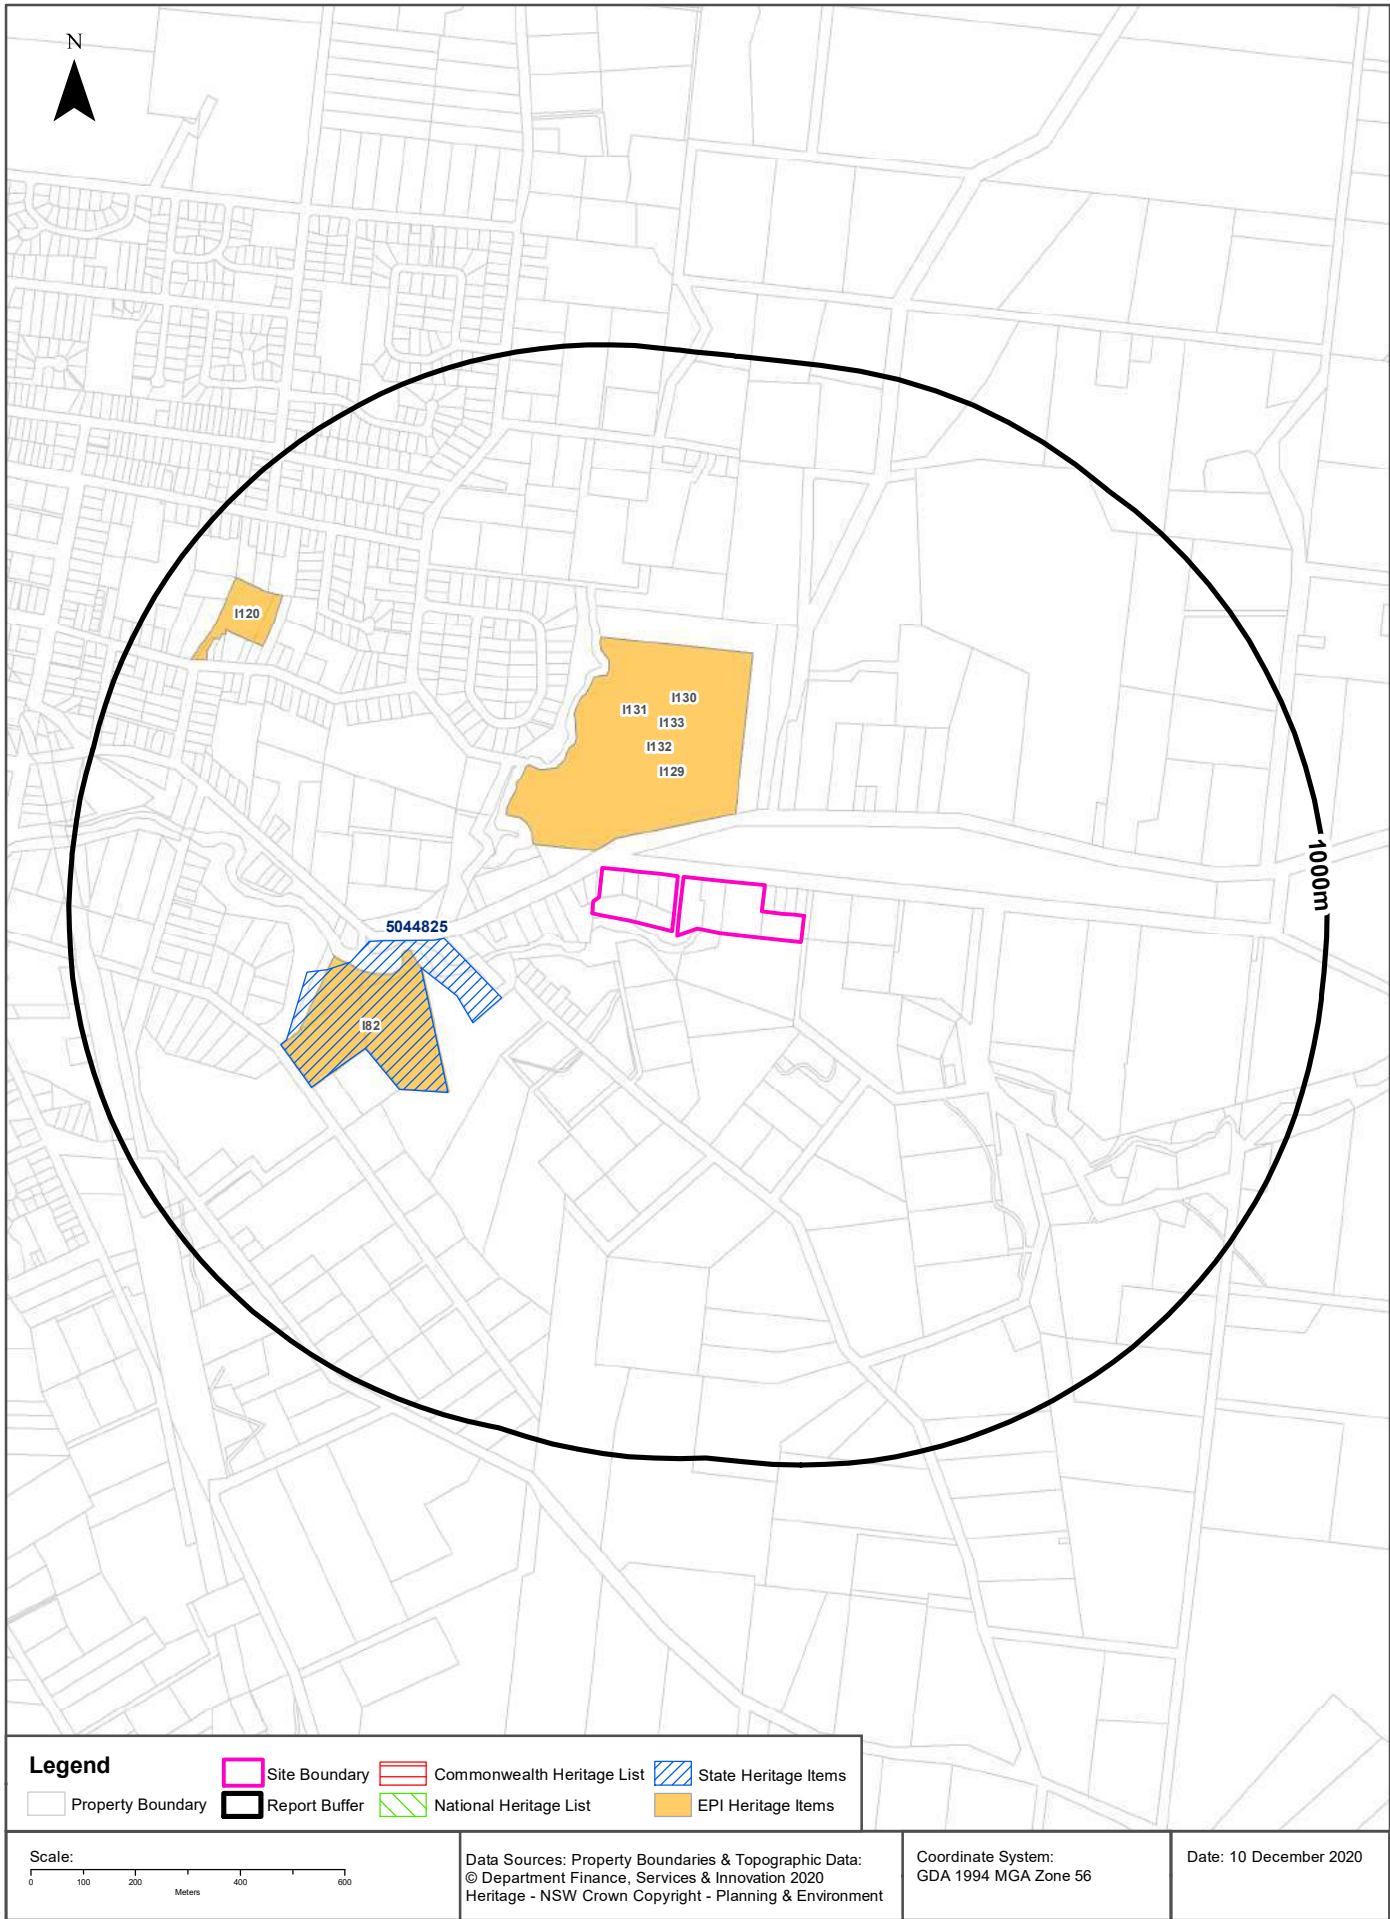 N
I120
I130
I131
I133
I132
I129
1000m
5044825
I82
Legend
Site Boundary
Commonwealth Heritage List
State Heritage Items
Property Boundary
Report Buffer
National Heritage List
EPI Heritage Items
Scale:
0 100 200 400 600
Meters
Data Sources: Property Boundaries & Topographic Data:
© Department Finance, Services & Innovation 2020
Heritage - NSW Crown Copyright - Planning & Environment
Coordinate System:
GDA 1994 MGA Zone 56
Date: 10 December 2020